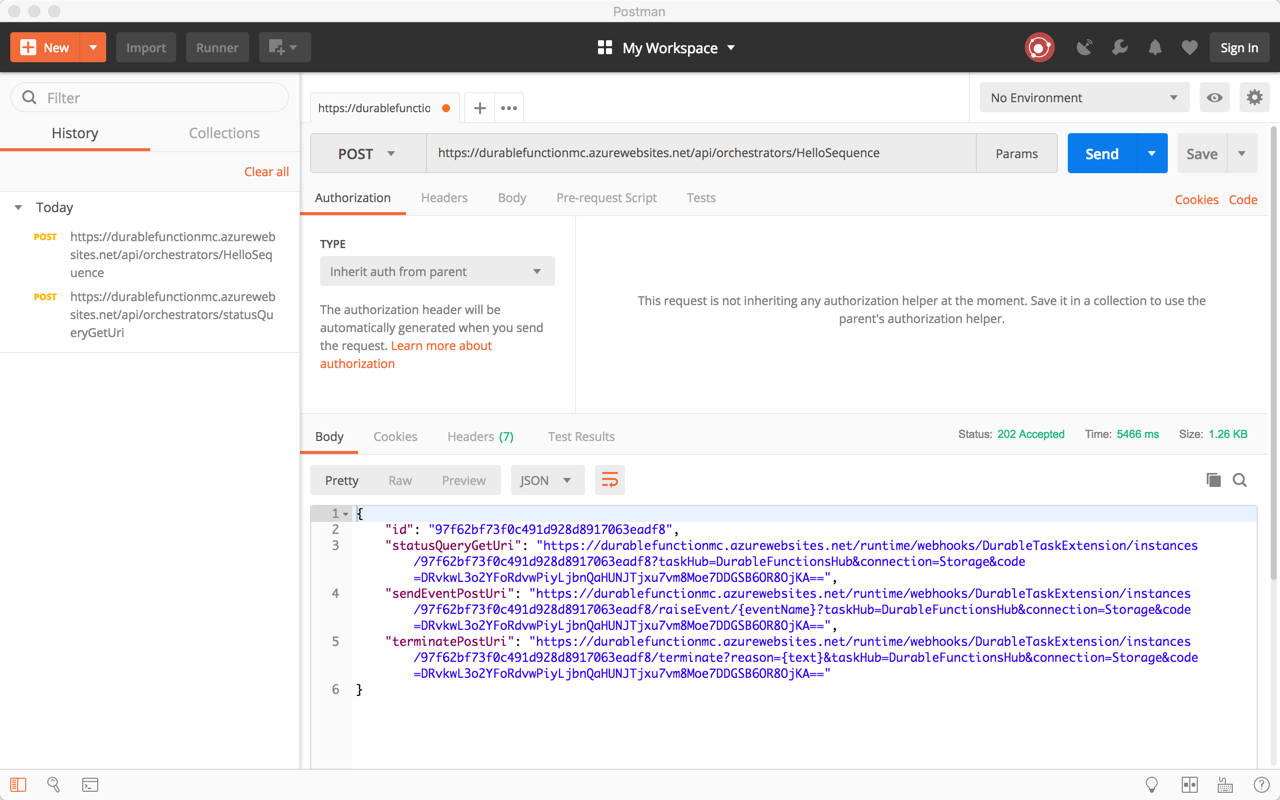 Postman
New
Import
Runner
My Workspace
Sign In
Filter
History
Collections
Clear all
Today
POST
https://durablefunctionmc.azureweb
sites.net/api/orchestrators/HelloSeq
uence
POST
https://durablefunctionmc.azureweb
sites.net/api/orchestrators/statusQu
eryGetUri
https://durablefunctio
No Environment
POST
https://durablefunctionmc.azurewebsites.net/api/orchestrators/HelloSequence
Params
Send
Save
Authorization
Headers
Body
Pre-request Script
Tests
Cookies
Code
TYPE
Inherit auth from parent
The authorization header will be
automatically generated when you send
the request. Learn more about
authorization
This request is not inheriting any authorization helper at the moment. Save it in a collection to use the
parent's authorization helper.
Body
Cookies
Headers (7)
Test Results
Status: 202 Accepted
Time: 5466 ms
Size: 1.26 KB
Pretty
Raw
Preview
JSON
1 {
2 "id": "97f62bf73f0c491d928d8917063eadf8",
3 "statusQueryGetUri": "https://durablefunctionmc.azurewebsites.net/runtime/webhooks/DurableTaskExtension/instances
/97f62bf73f0c491d928d8917063eadf8?taskHub=DurableFunctionsHub&connection=Storage&code
=DRvkwL3o2YFoRdvwPiyLjbnQaHUNJTjxu7vm8Moe7DDGSB6OR8OjKA==",
4 "sendEventPostUri": "https://durablefunctionmc.azurewebsites.net/runtime/webhooks/DurableTaskExtension/instances
/97f62bf73f0c491d928d8917063eadf8/raiseEvent/{eventName}?taskHub=DurableFunctionsHub&connection=Storage&code
=DRvkwL3o2YFoRdvwPiyLjbnQaHUNJTjxu7vm8Moe7DDGSB6OR8OjKA==",
5 "terminatePostUri": "https://durablefunctionmc.azurewebsites.net/runtime/webhooks/DurableTaskExtension/instances
/97f62bf73f0c491d928d8917063eadf8/terminate?reason={text}&taskHub=DurableFunctionsHub&connection=Storage&code
=DRvkwL3o2YFoRdvwPiyLjbnQaHUNJTjxu7vm8Moe7DDGSB6OR8OjKA=="
6 }